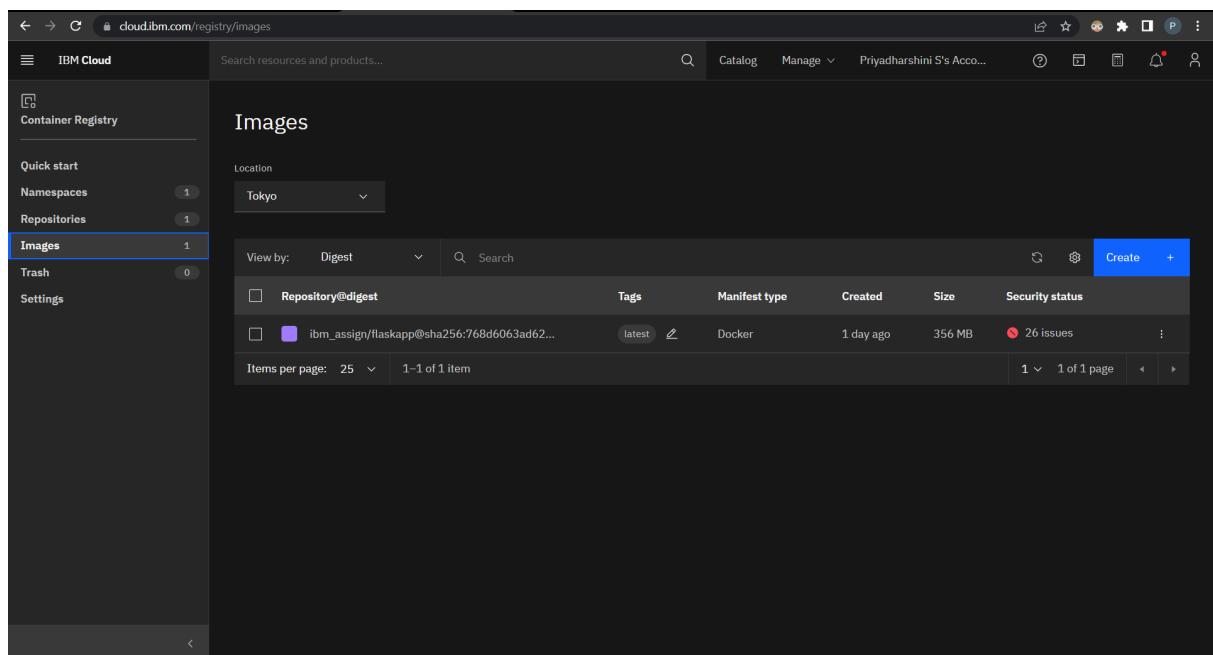 cloud.ibm.com/registry/images
P
IBM Cloud
Search resources and products...
Catalog
Manage
Priyadharshini S's Acco...
Container Registry
Quick start
Namespaces 1
Repositories 1
Images 1
Trash 0
Settings
Images
Location
Tokyo
View by: Digest
Search
Create +
Repository@digest Tags Manifest type Created Size Security status
ibm_assign/flaskapp@sha256:768d6063ad62... latest Docker 1 day ago 356 MB 26 issues
Items per page: 25 1–1 of 1 item 1 1 of 1 page